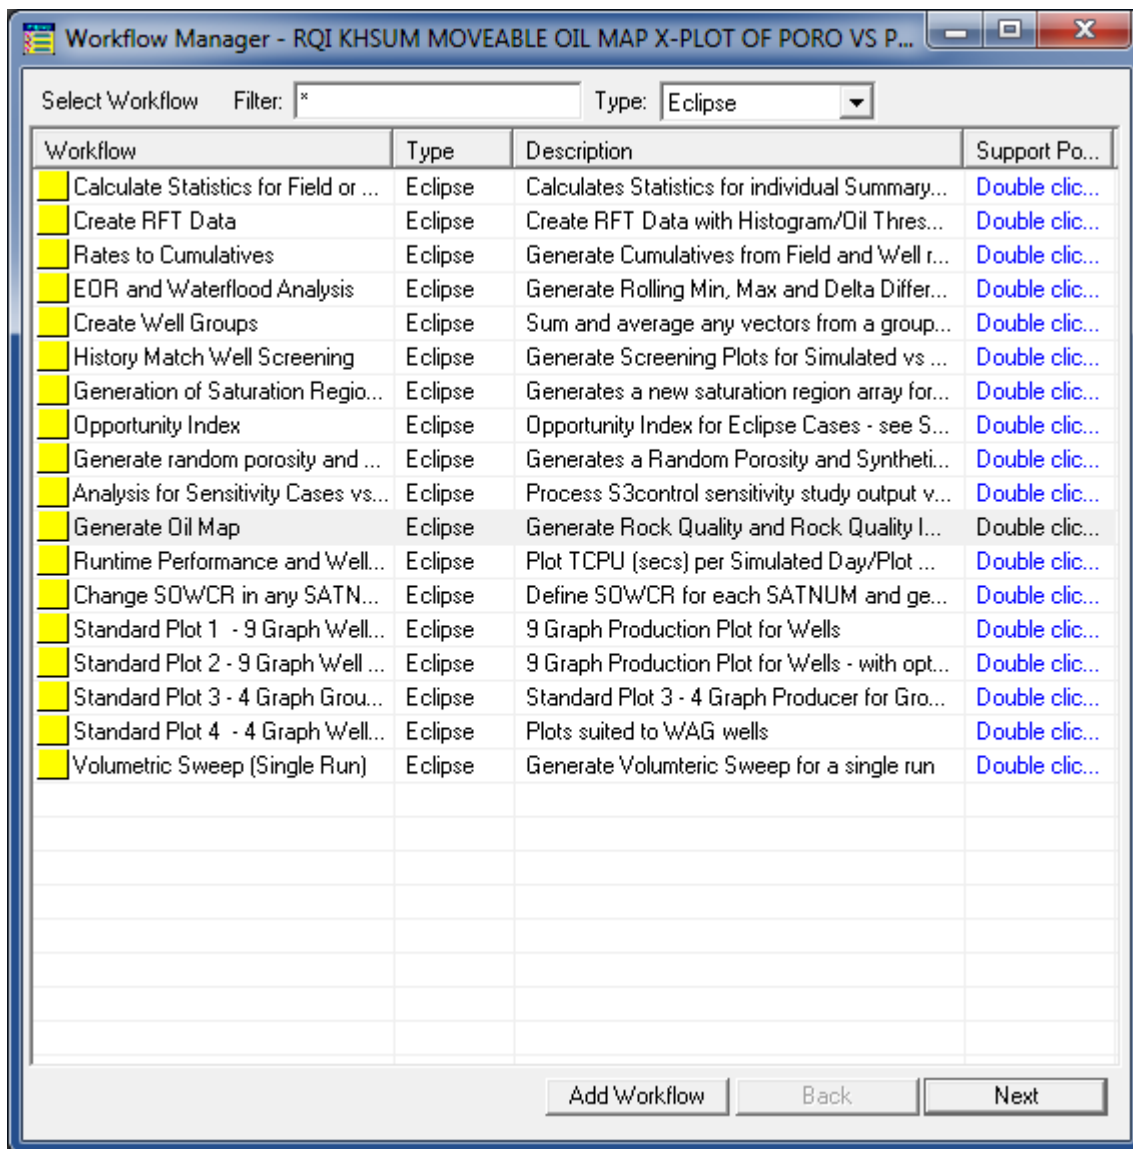 Workflow Manager - RQI KHSUM MOVEABLE OIL MAP X-PLOT OF PORO VS P...
Select Workflow Filter: * Type: Eclipse
Workflow Type Description Support Po...
Calculate Statistics for Field or ... Eclipse Calculates Statistics for individual Summary... Double clic...
Create RFT Data Eclipse Create RFT Data with Histogram/Oil Thres... Double clic...
Rates to Cumulatives Eclipse Generate Cumulatives from Field and Well r... Double clic...
EOR and Waterflood Analysis Eclipse Generate Rolling Min, Max and Delta Differ... Double clic...
Create Well Groups Eclipse Sum and average any vectors from a group... Double clic...
History Match Well Screening Eclipse Generate Screening Plots for Simulated vs ... Double clic...
Generation of Saturation Regio... Eclipse Generates a new saturation region array for... Double clic...
Opportunity Index Eclipse Opportunity Index for Eclipse Cases - see S... Double clic...
Generate random porosity and ... Eclipse Generates a Random Porosity and Syntheti... Double clic...
Analysis for Sensitivity Cases vs... Eclipse Process S3control sensitivity study output v... Double clic...
Generate Oil Map Eclipse Generate Rock Quality and Rock Quality I... Double clic...
Runtime Performance and Well... Eclipse Plot TCPU (secs) per Simulated Day/Plot ... Double clic...
Change SOWCR in any SATN... Eclipse Define SOWCR for each SATNUM and ge... Double clic...
Standard Plot 1 - 9 Graph Well... Eclipse 9 Graph Production Plot for Wells Double clic...
Standard Plot 2 - 9 Graph Well ... Eclipse 9 Graph Production Plot for Wells - with opt... Double clic...
Standard Plot 3 - 4 Graph Grou... Eclipse Standard Plot 3 - 4 Graph Producer for Gro... Double clic...
Standard Plot 4 - 4 Graph Well... Eclipse Plots suited to WAG wells Double clic...
Volumetric Sweep (Single Run) Eclipse Generate Volumteric Sweep for a single run Double clic...
Add Workflow Back Next